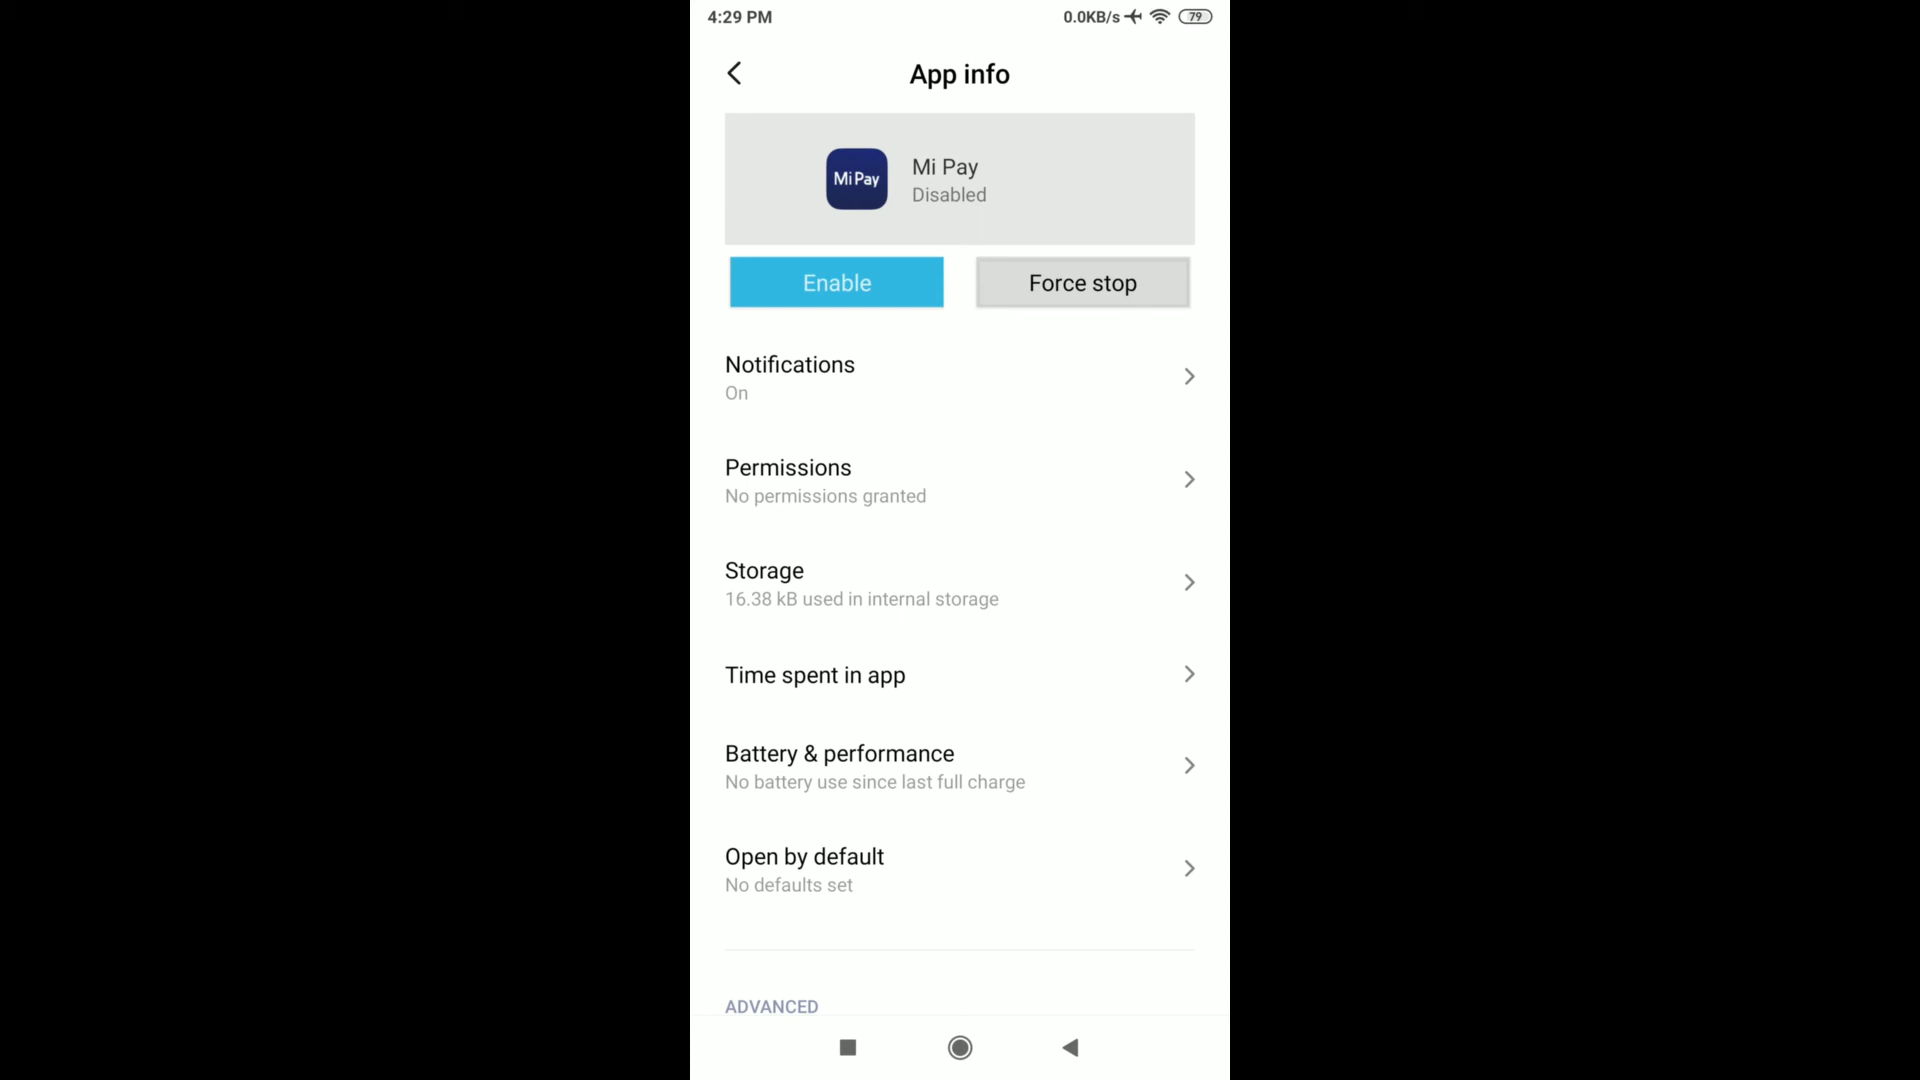 4:29 PM 0.0KB/s 79
App info
Mi Pay
Mi Pay
Disabled
Enable
Force stop
Notifications
On
Permissions
No permissions granted
Storage
16.38 kB used in internal storage
Time spent in app
Battery & performance
No battery use since last full charge
Open by default
No defaults set
ADVANCED